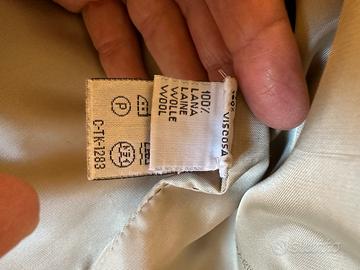 100%
LANA
LAINE
WOLLE
WOOL
VISCOSA
P
C-TK-1283